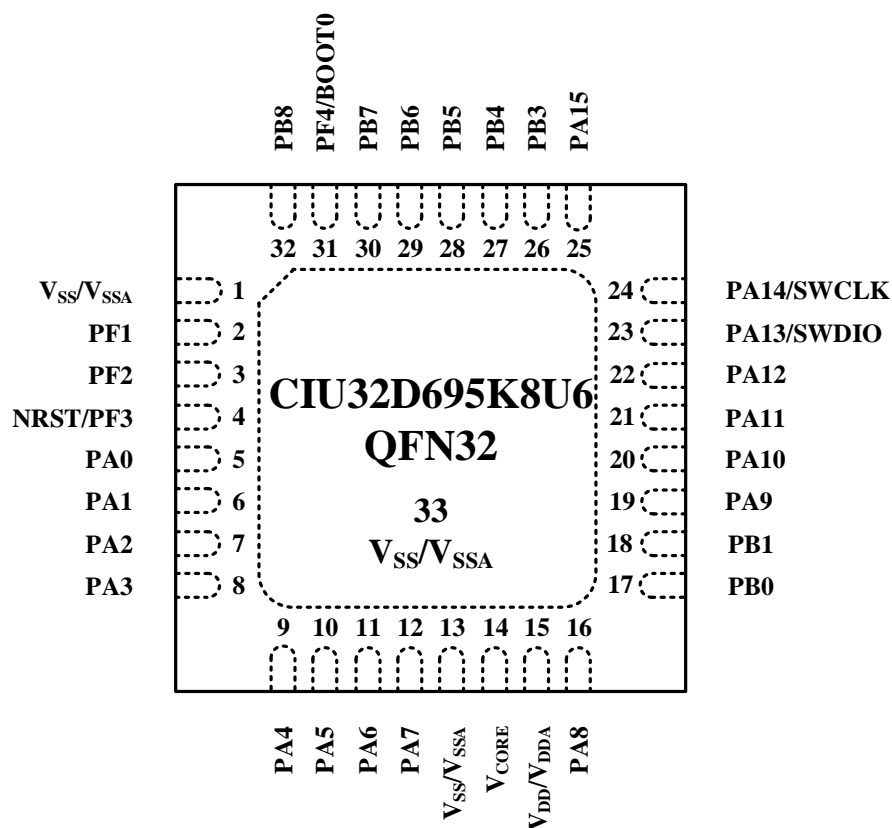 PB8
PF4/BOOT0
PB7
PB6
PB5
PB4
PB3
PA15
32
31
30
29
28
27
26
25
VSS/VSSA
1
24
PA14/SWCLK
PF1
2
23
PA13/SWDIO
PF2
3
22
PA12
NRST/PF3
4
21
PA11
PA0
5
20
PA10
PA1
6
19
PA9
PA2
7
18
PB1
PA3
8
17
PB0
CIU32D695K8U6
QFN32
33
VSS/VSSA
9
10
11
12
13
14
15
16
PA4
PA5
PA6
PA7
VSS/VSSA
VCORE
VDD/VDDA
PA8